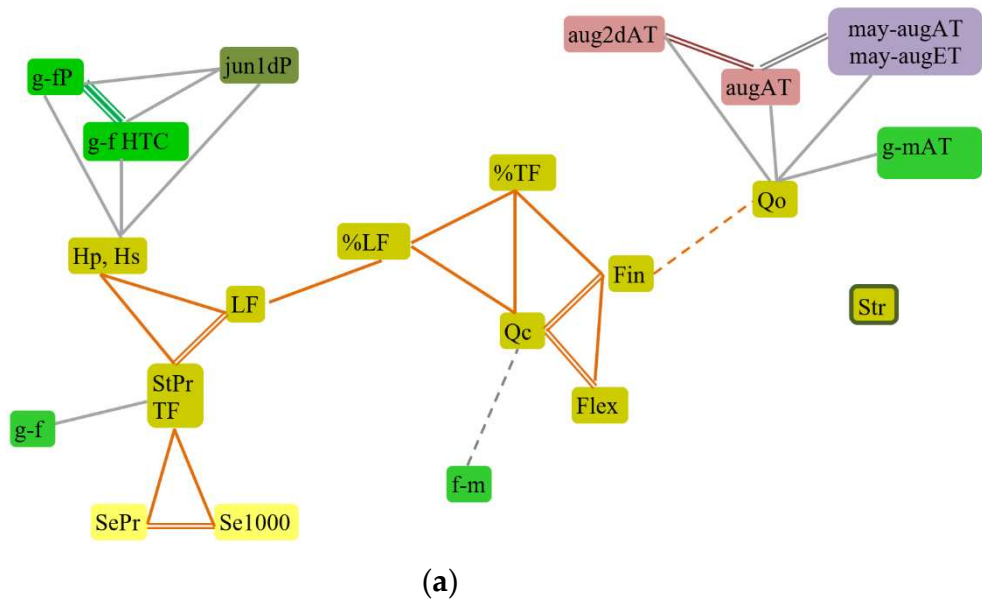 g-fP
jun1dP
g-f HTC
aug2dAT
augAT
may-augAT
may-augET
g-mAT
%TF
Qo
Hp, Hs
%LF
Fin
LF
Str
Qc
StPr
TF
Flex
g-f
f-m
SePr
Se1000
(a)